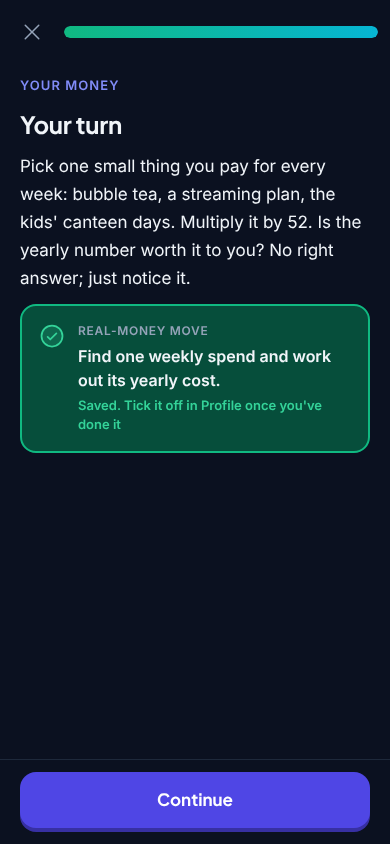 YOUR MONEY
Your turn
Pick one small thing you pay for every
week: bubble tea, a streaming plan, the
kids' canteen days. Multiply it by 52. Is the
yearly number worth it to you? No right
answer; just notice it.
REAL-MONEY MOVE
Find one weekly spend and work
out its yearly cost.
Saved. Tick it off in Profile once you've
done it
Continue